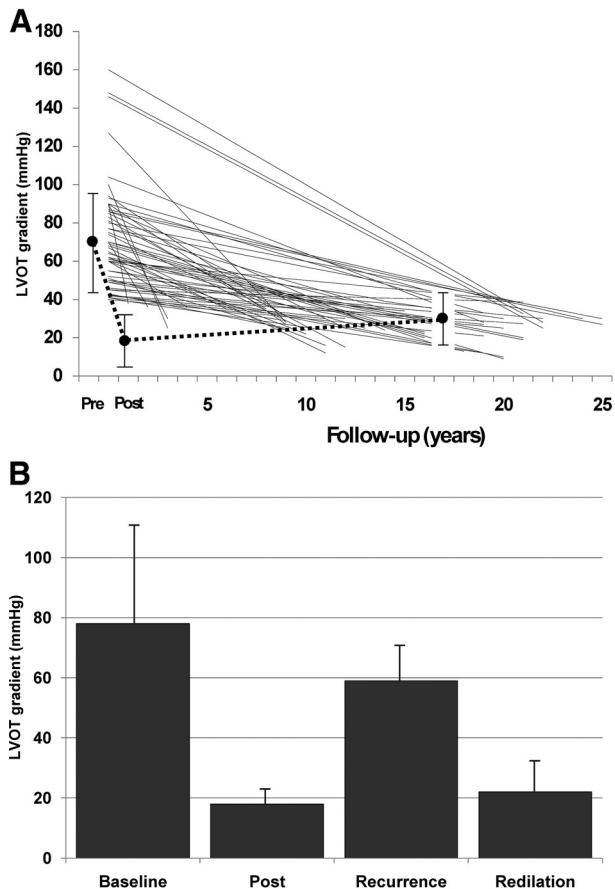 A
LVOT gradient (mmHg)
180
160
140
120
100
80
60
40
20
0
Pre Post 5 10 15 20 25
Follow-up (years)
B
LVOT gradient (mmHg)
120
100
80
60
40
20
0
Baseline Post Recurrence Redilation